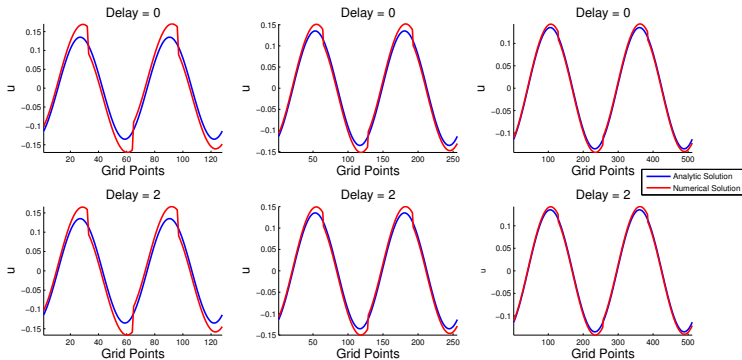 Delay = 0
Delay = 0
Delay = 0
0.15
0.1
0.05
0
−0.05
−0.1
−0.15
u
20 40 60 80 100 120
Grid Points
0.15
0.1
0.05
0
−0.05
−0.1
−0.15
u
50 100 150 200 250
Grid Points
0.1
0.05
0
−0.05
−0.1
u
100 200 300 400 500
Grid Points
Analytic Solution
Numerical Solution
Delay = 2
Delay = 2
Delay = 2
0.15
0.1
0.05
0
−0.05
−0.1
−0.15
u
20 40 60 80 100 120
Grid Points
0.15
0.1
0.05
0
−0.05
−0.1
−0.15
u
50 100 150 200 250
Grid Points
0.1
0.05
0
−0.05
−0.1
u
100 200 300 400 500
Grid Points